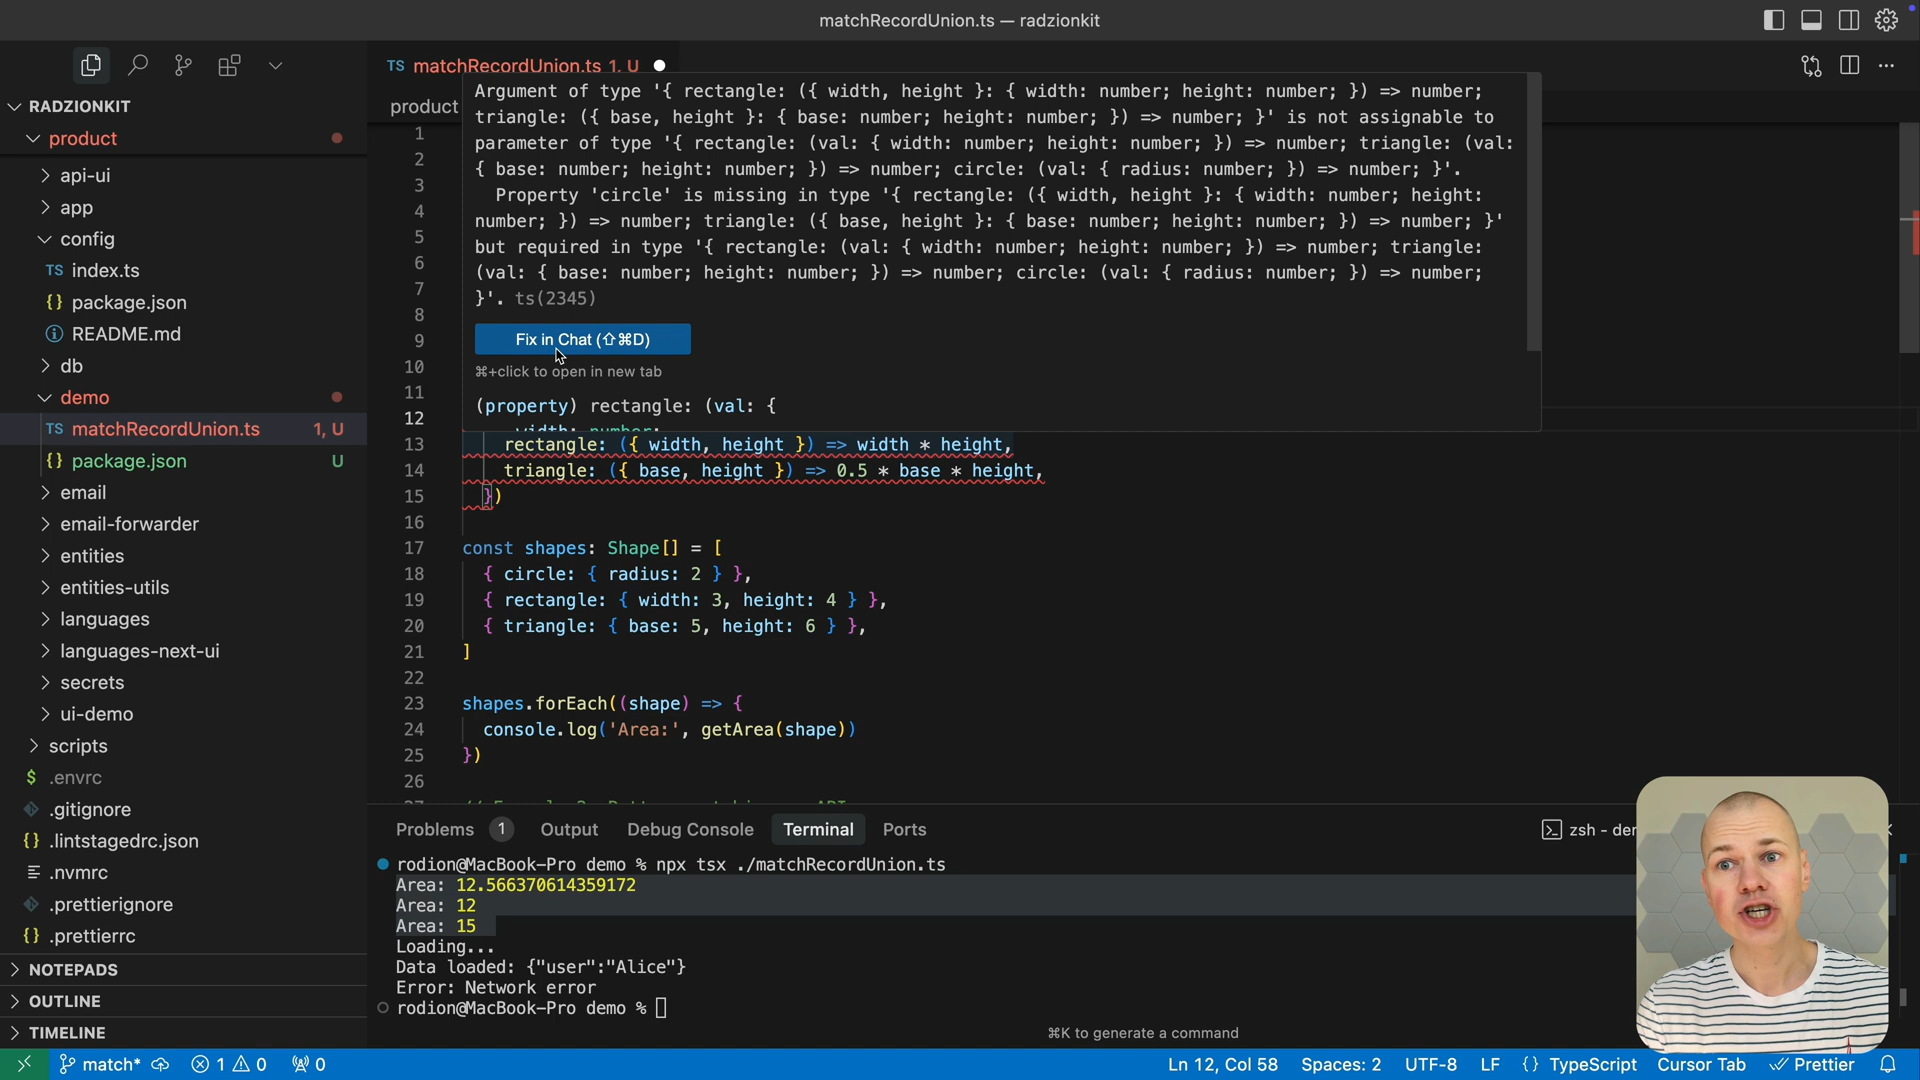 matchRecordUnion.ts — radzionkit
RADZIONKIT
product
api-ui
app
config
TS index.ts
{} package.json
README.md
db
demo
TS matchRecordUnion.ts 1, U
{} package.json U
email
email-forwarder
entities
entities-utils
languages
languages-next-ui
secrets
ui-demo
scripts
$ .envrc
.gitignore
{} .lintstagedrc.json
.nvmrc
.prettierignore
{} .prettierrc
NOTEPADS
OUTLINE
TIMELINE
TS matchRecordUnion.ts 1, U
product
Argument of type '{ rectangle: ({ width, height }: { width: number; height: number; }) => number;
triangle: ({ base, height }: { base: number; height: number; }) => number; }' is not assignable to
parameter of type '{ rectangle: (val: { width: number; height: number; }) => number; triangle: (val:
{ base: number; height: number; }) => number; circle: (val: { radius: number; }) => number; }'.
Property 'circle' is missing in type '{ rectangle: ({ width, height }: { width: number; height:
number; }) => number; triangle: ({ base, height }: { base: number; height: number; }) => number; }'
but required in type '{ rectangle: (val: { width: number; height: number; }) => number; triangle:
(val: { base: number; height: number; }) => number; circle: (val: { radius: number; }) => number;
}'. ts(2345)
Fix in Chat (⇧⌘D)
⌘+click to open in new tab
(property) rectangle: (val: {
width: number;
1
2
3
4
5
6
7
8
9
10
11
12
13 rectangle: ({ width, height }) => width * height,
14 triangle: ({ base, height }) => 0.5 * base * height,
15 })
16
17 const shapes: Shape[] = [
18 { circle: { radius: 2 } },
19 { rectangle: { width: 3, height: 4 } },
20 { triangle: { base: 5, height: 6 } },
21 ]
22
23 shapes.forEach((shape) => {
24 console.log('Area:', getArea(shape))
25 })
26
Problems 1 Output Debug Console Terminal Ports
zsh - de
rodion@MacBook-Pro demo % npx tsx ./matchRecordUnion.ts
Area: 12.566370614359172
Area: 12
Area: 15
Loading...
Data loaded: {"user":"Alice"}
Error: Network error
rodion@MacBook-Pro demo %
⌘K to generate a command
match* 1 0 0 Ln 12, Col 58 Spaces: 2 UTF-8 LF {} TypeScript Cursor Tab Prettier